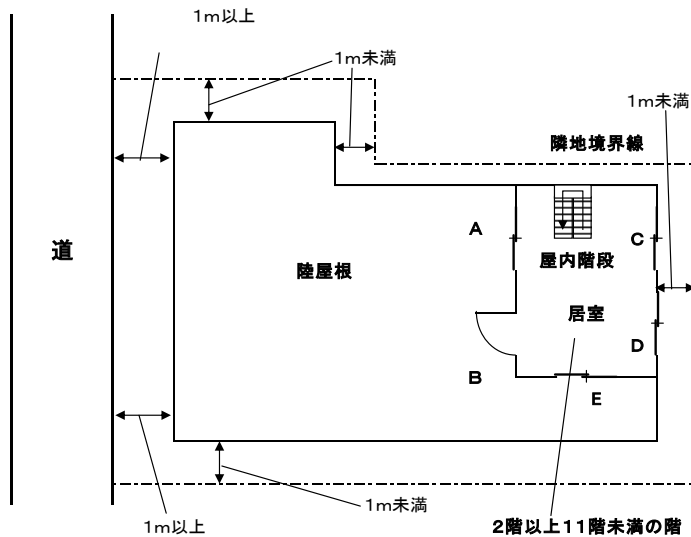 1m以上
1m未満
1m未満
隣地境界線
道
A
C
屋内階段
陸屋根
居室
D
B
E
1m未満
1m以上
2階以上11階未満の階